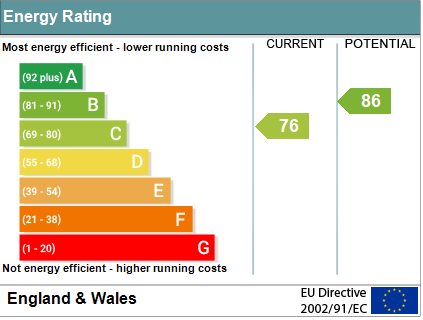 Energy Rating
Most energy efficient - lower running costs
CURRENT
POTENTIAL
(92 plus) A
(81 - 91) B
(69 - 80) C
(55 - 68) D
(39 - 54) E
(21 - 38) F
(1 - 20) G
76
86
Not energy efficient - higher running costs
England & Wales
EU Directive
2002/91/EC